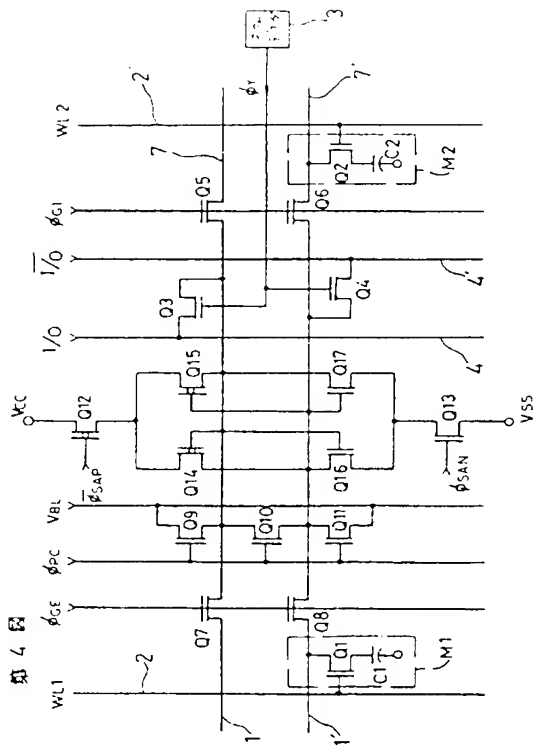 第 4 図
WL1
φGE
φPC
VBL
φ̅SAP
VCC
I/O
I̅/̅O̅
φGI
WL2
2
Q12
2
7
Q7
Q9
Q14
Q15
Q3
Q5
φY
3
1
Q10
Q8
Q11
Q16
Q17
Q4
Q6
7'
1'
Q1
C1
M1
φSAN
Q13
VSS
4
4'
Q2
C2
M2